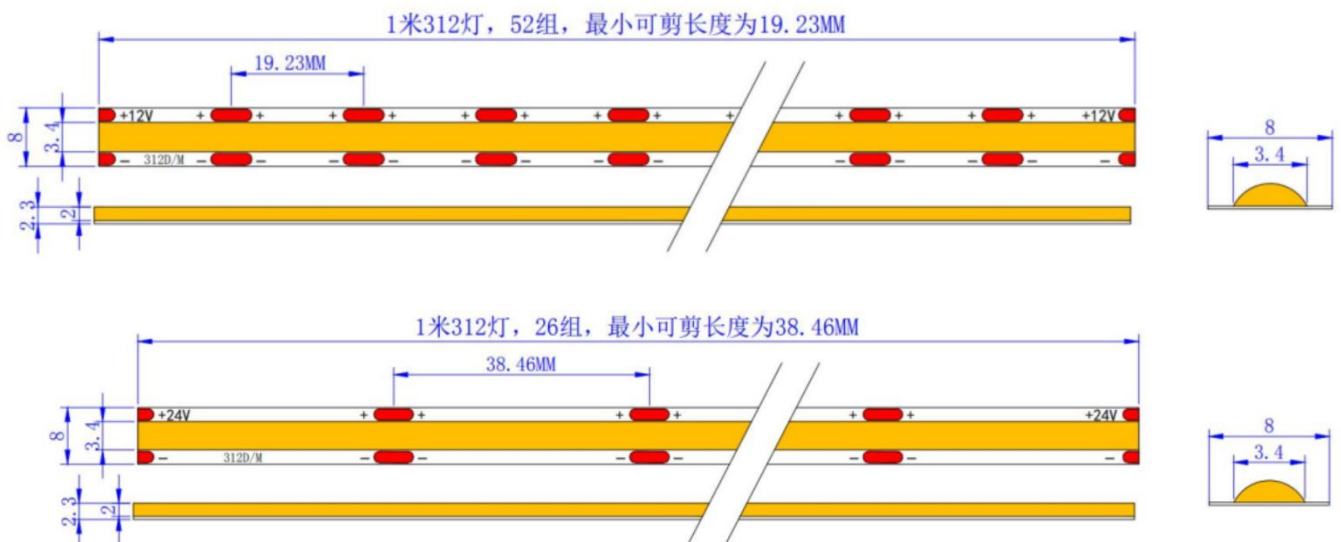 1米312灯，52组，最小可剪长度为19.23MM
19.23MM
+12V + + + + + + + + + + + + + +12V
8
3.4
- 312D/M - - - - - - - - - - - - -
2.3
2
8
3.4
1米312灯，26组，最小可剪长度为38.46MM
38.46MM
+24V + + + + + + +24V
8
3.4
- 312D/M - - - - - - -
2.3
2
8
3.4